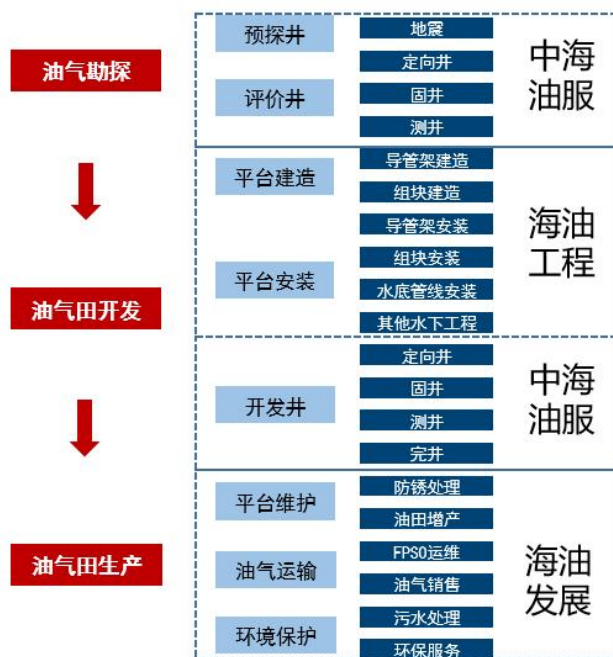 油气勘探
预探井
评价井
地震
定向井
固井
测井
中海
油服
平台建造
平台安装
导管架建造
组块建造
导管架安装
组块安装
水底管线安装
其他水下工程
海油
工程
油气田开发
开发井
定向井
固井
测井
完井
中海
油服
油气田生产
平台维护
油气运输
环境保护
防锈处理
油田增产
FPSO运维
油气销售
污水处理
环保服务
海油
发展